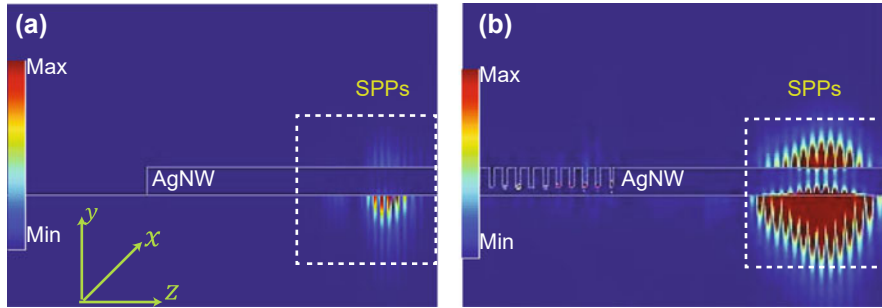 (a)
Max
SPPs
AgNW
Min
y
x
z
(b)
Max
SPPs
AgNW
Min